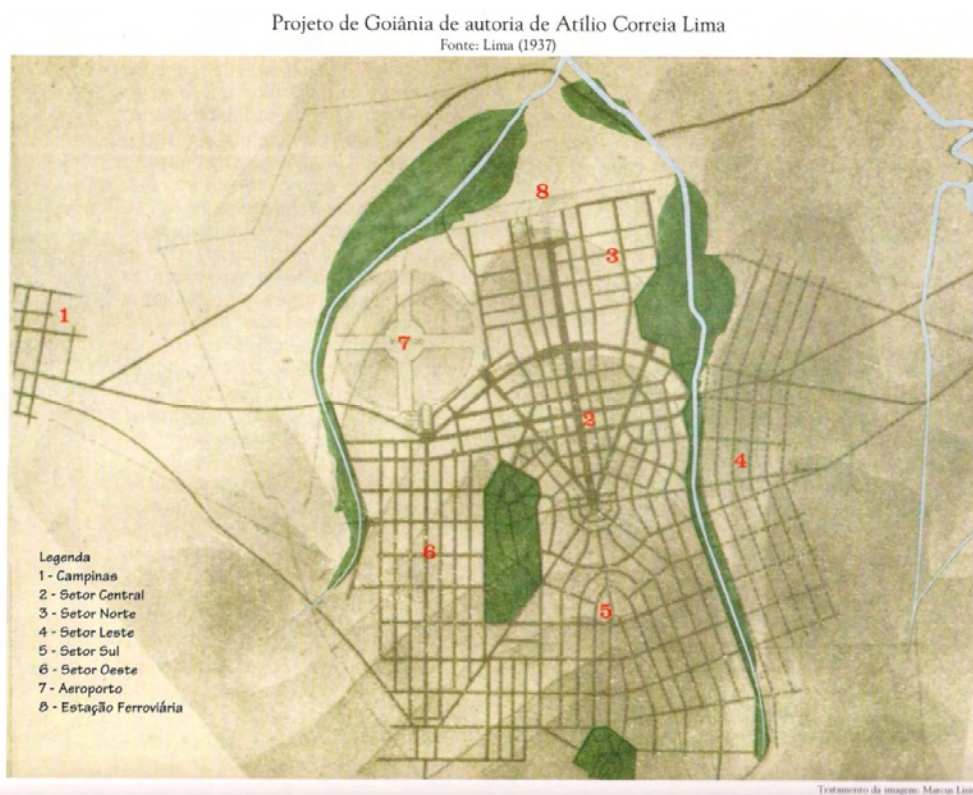 Projeto de Goiânia de autoria de Atílio Correia Lima
Fonte: Lima (1937)
8
3
1
7
2
4
6
5
Legenda
1 - Campinas
2 - Setor Central
3 - Setor Norte
4 - Setor Leste
5 - Setor Sul
6 - Setor Oeste
7 - Aeroporto
8 - Estação Ferroviária
Tratamento da imagem: Marcus